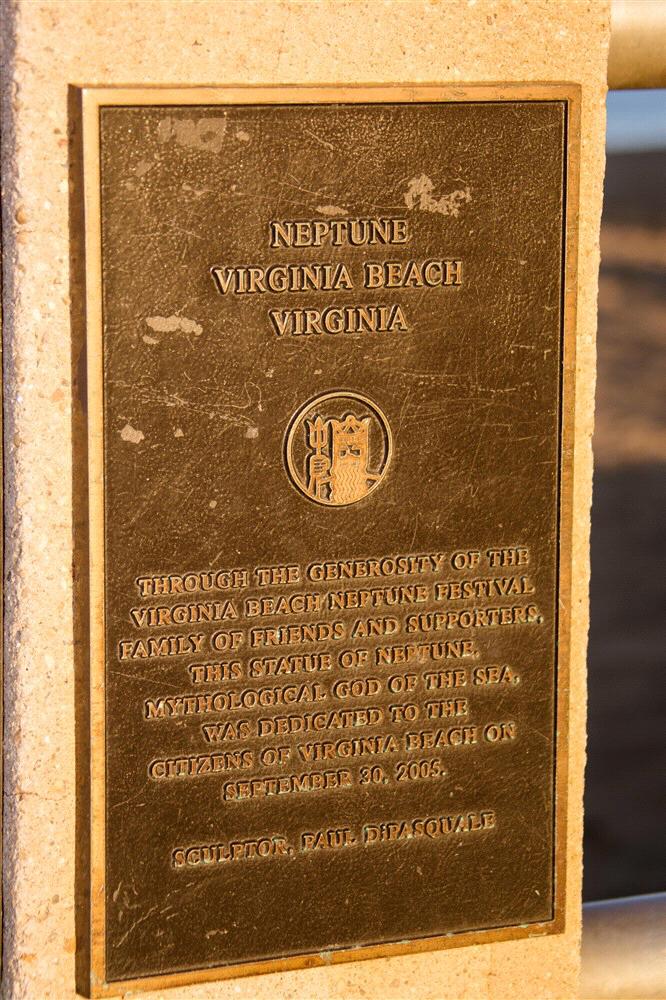 NEPTUNE
VIRGINIA BEACH
VIRGINIA
THROUGH THE GENEROSITY OF THE
VIRGINIA BEACH NEPTUNE FESTIVAL
FAMILY OF FRIENDS AND SUPPORTERS,
THIS STATUE OF NEPTUNE,
MYTHOLOGICAL GOD OF THE SEA,
WAS DEDICATED TO THE
CITIZENS OF VIRGINIA BEACH ON
SEPTEMBER 30, 2005.
SCULPTOR, PAUL DiPASQUALE